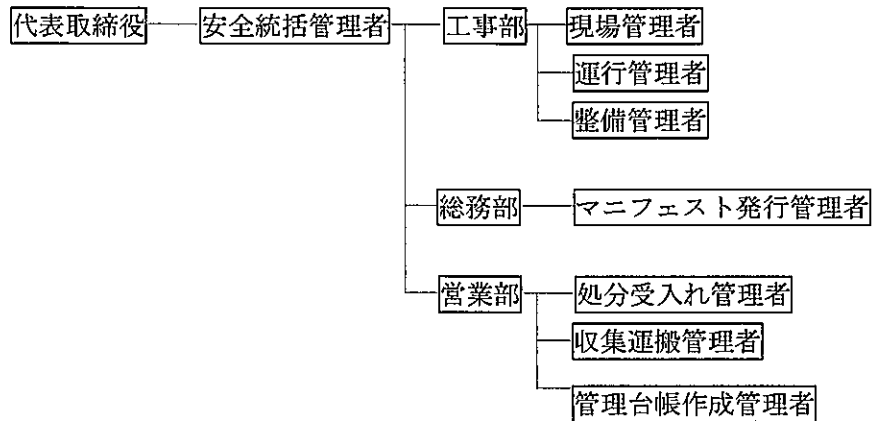 代表取締役 安全統括管理者 工事部 現場管理者
運行管理者
整備管理者
総務部 マニフェスト発行管理者
営業部 処分受入れ管理者
収集運搬管理者
管理台帳作成管理者